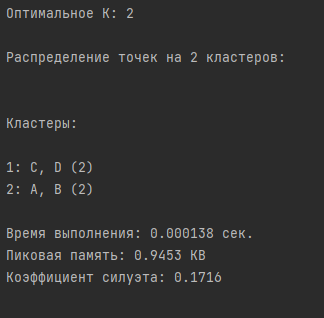 Оптимальное К: 2
Распределение точек на 2 кластеров:
Кластеры:
1: C, D (2)
2: A, B (2)
Время выполнения: 0.000138 сек.
Пиковая память: 0.9453 КВ
Коэффициент силуэта: 0.1716